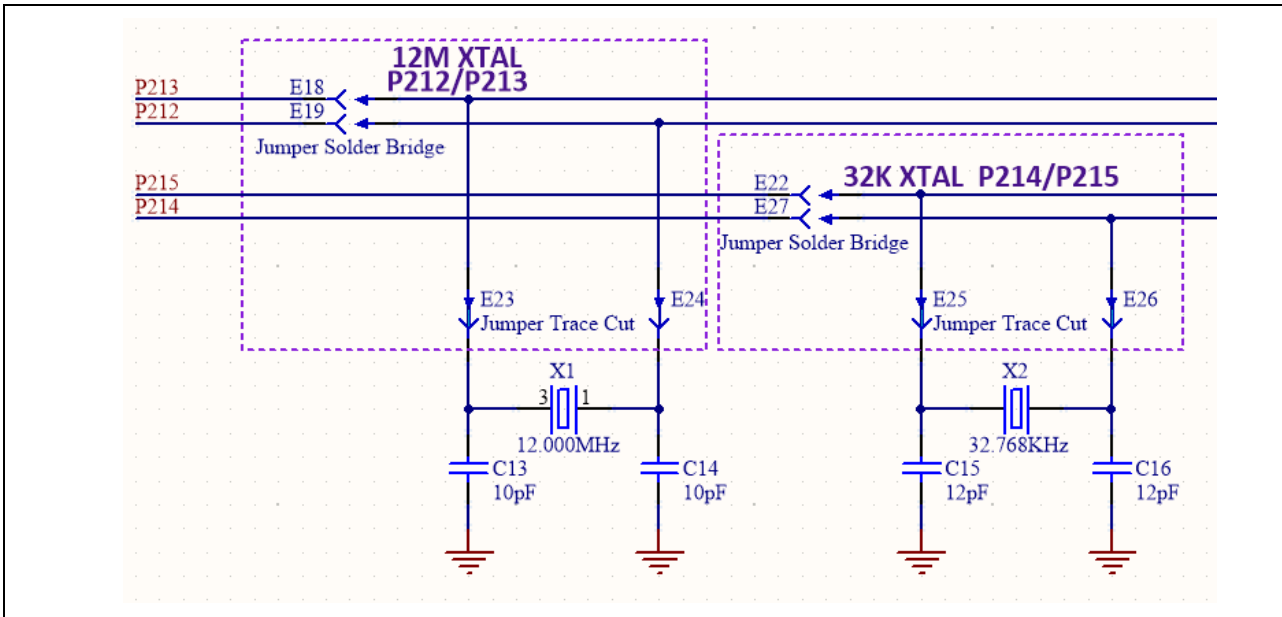 12M XTAL
P212/P213
P213
E18
P212
E19
Jumper Solder Bridge
P215
E22
32K XTAL P214/P215
P214
E27
Jumper Solder Bridge
E23
E24
Jumper Trace Cut
E25
E26
Jumper Trace Cut
X1
3
1
12.000MHz
X2
32.768KHz
C13
10pF
C14
10pF
C15
12pF
C16
12pF